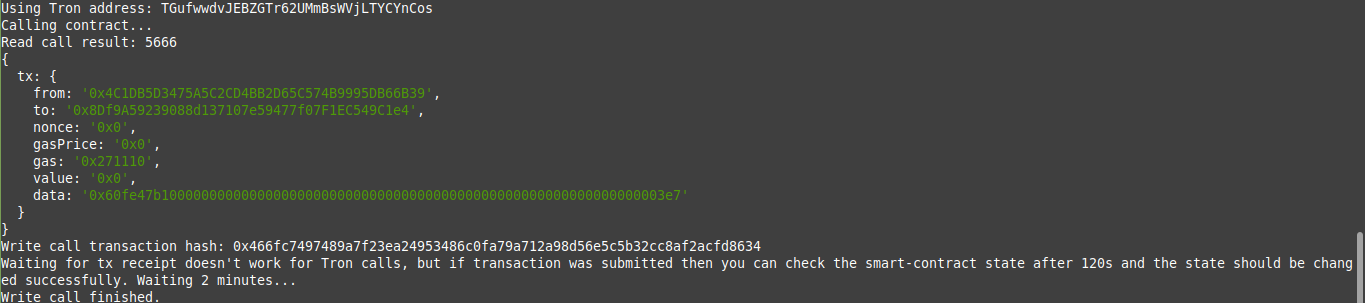 Using Tron address: TGufwwdvJEBZGTr62UMmBsWVjLTYCYnCos
Calling contract...
Read call result: 5666
{
  tx: {
    from: '0x4C1DB5D3475A5C2CD4BB2D65C574B9995DB66B39',
    to: '0x8Df9A59239088d137107e59477f07F1EC549C1e4',
    nonce: '0x0',
    gasPrice: '0x0',
    gas: '0x271110',
    value: '0x0',
    data: '0x60fe47b100000000000000000000000000000000000000000000000000000000000003e7'
  }
}
Write call transaction hash: 0x466fc7497489a7f23ea24953486c0fa79a712a98d56e5c5b32cc8af2acfd8634
Waiting for tx receipt doesn't work for Tron calls, but if transaction was submitted then you can check the smart-contract state after 120s and the state should be chang
ed successfully. Waiting 2 minutes...
Write call finished.